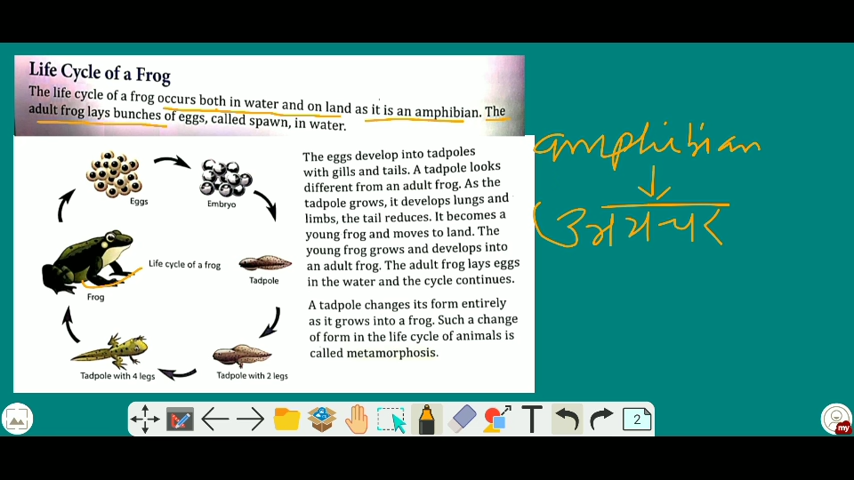 Life Cycle of a Frog
The life cycle of a frog occurs both in water and on land as it is an amphibian. The
adult frog lays bunches of eggs, called spawn, in water.
Eggs
Embryo
Life cycle of a frog
Tadpole
Frog
Tadpole with 4 legs
Tadpole with 2 legs
The eggs develop into tadpoles
with gills and tails. A tadpole looks
different from an adult frog. As the
tadpole grows, it develops lungs and
limbs, the tail reduces. It becomes a
young frog and moves to land. The
young frog grows and develops into
an adult frog. The adult frog lays eggs
in the water and the cycle continues.
A tadpole changes its form entirely
as it grows into a frog. Such a change
of form in the life cycle of animals is
called metamorphosis.
amphibian
उभयचर
T
2
my